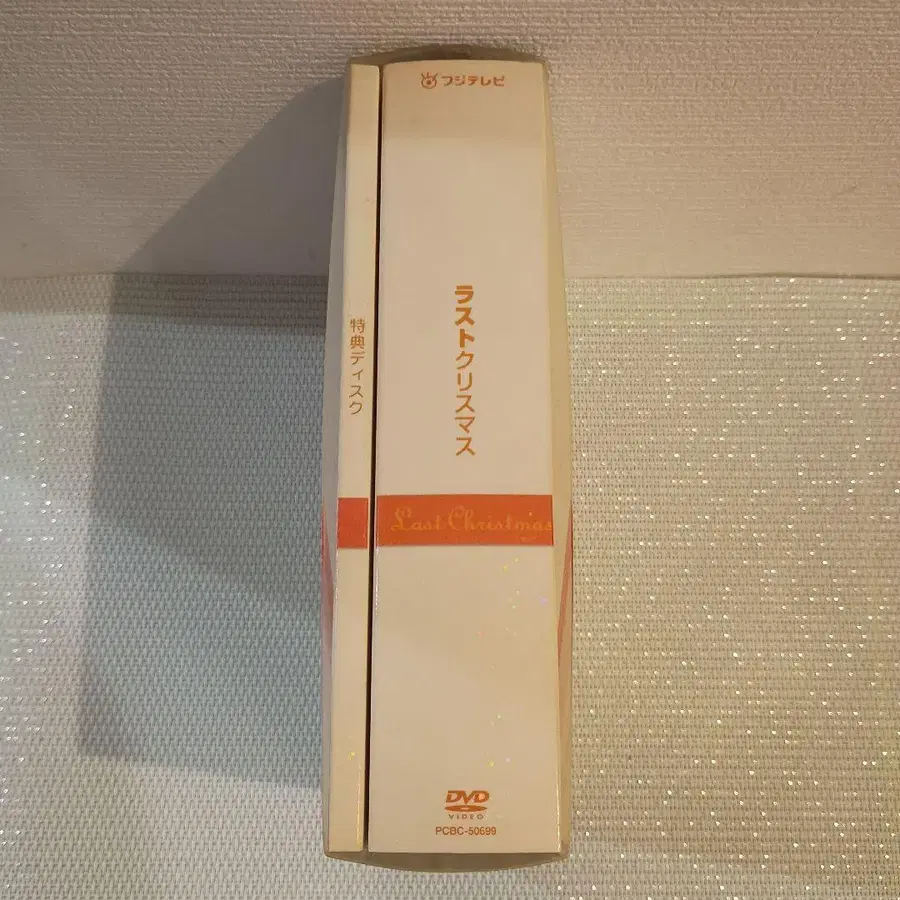 フジテレビ
特典ディスク
ラストクリスマス
Last Christmas
DVD
VIDEO
PCBC-50699